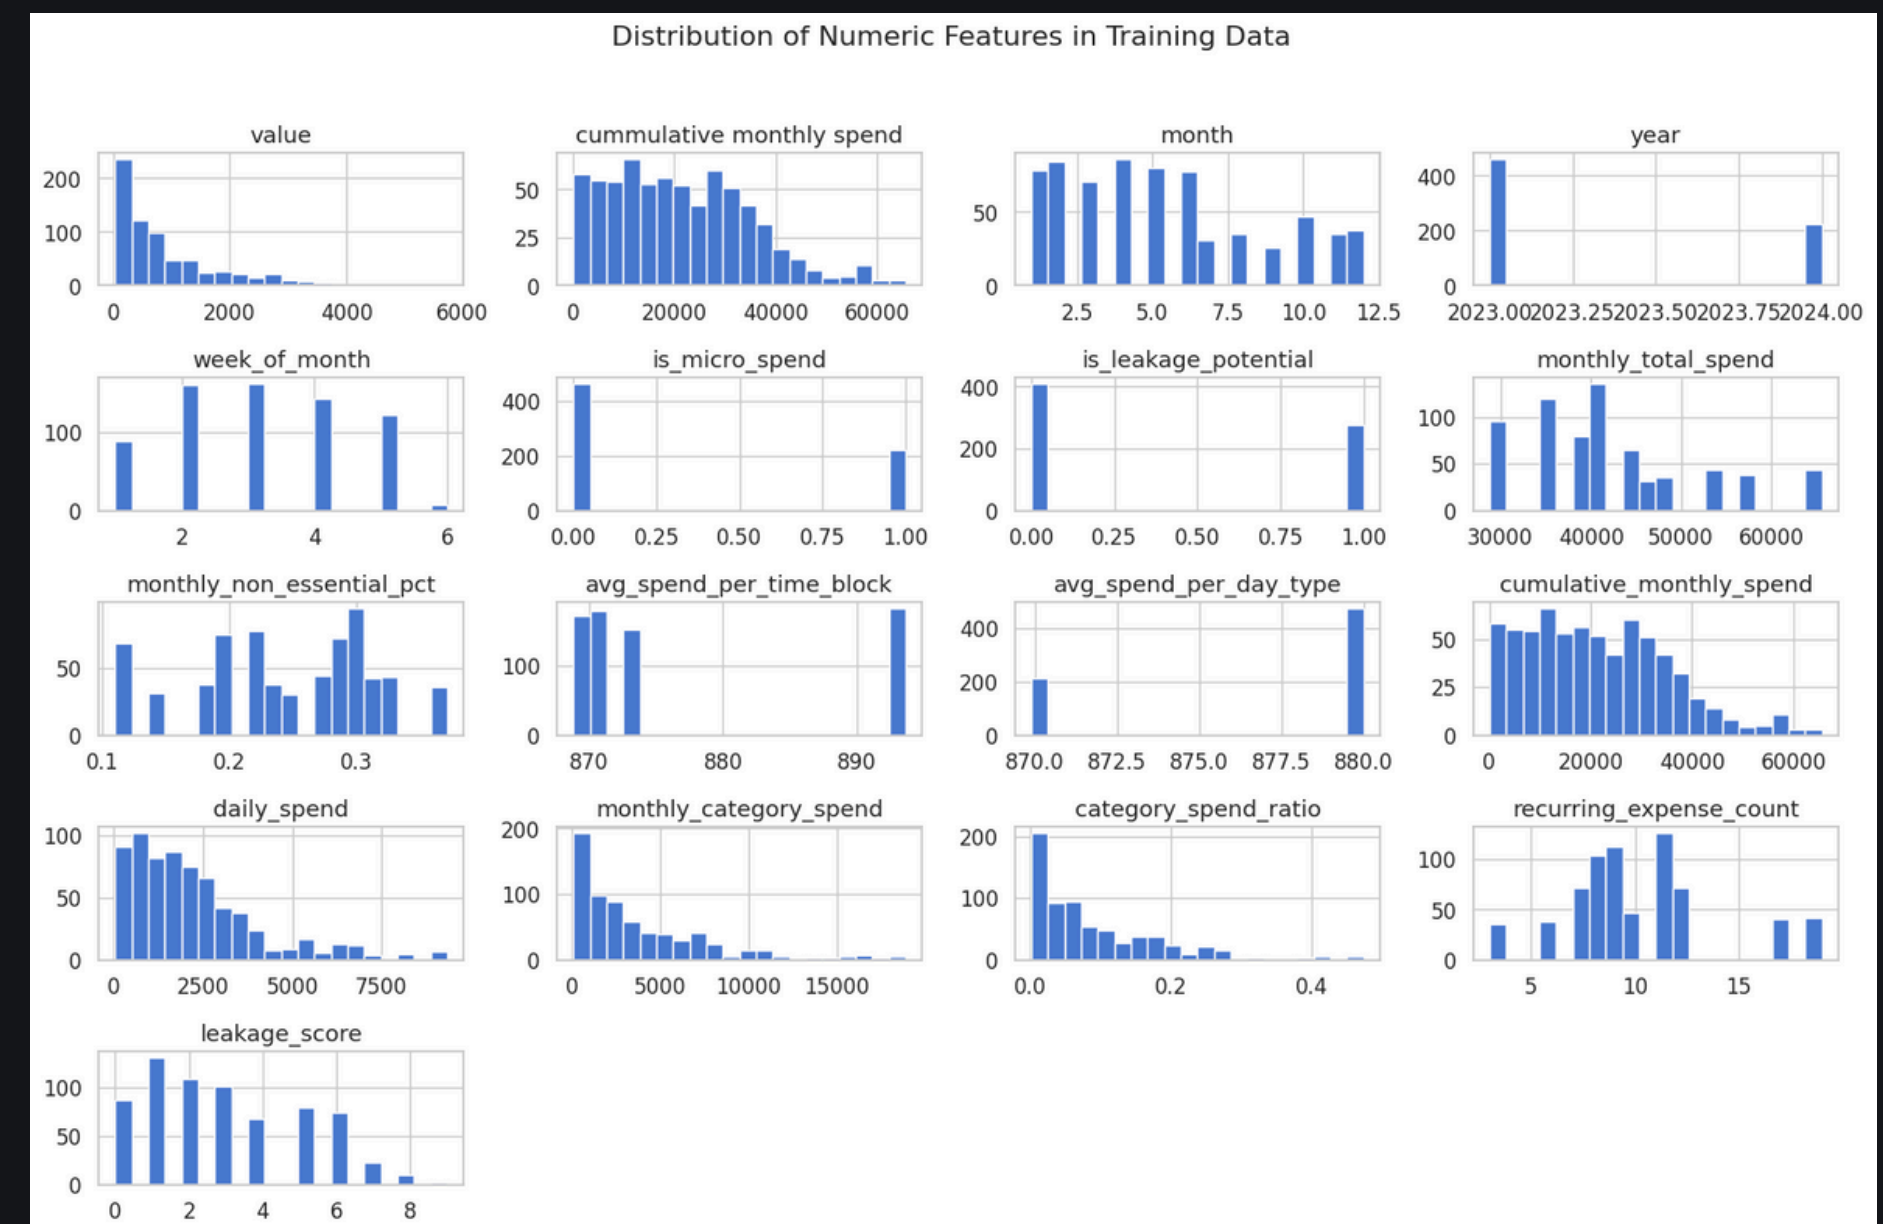 Distribution of Numeric Features in Training Data
value
cummulative monthly spend
month
year
200
100
0
0 2000 4000 6000
50
25
0
0 20000 40000 60000
50
0
2.5 5.0 7.5 10.0 12.5
400
200
0
2023.00 2023.25 2023.50 2023.75 2024.00
week_of_month
is_micro_spend
is_leakage_potential
monthly_total_spend
100
0
2 4 6
400
200
0
0.00 0.25 0.50 0.75 1.00
400
200
0
0.00 0.25 0.50 0.75 1.00
100
50
0
30000 40000 50000 60000
monthly_non_essential_pct
avg_spend_per_time_block
avg_spend_per_day_type
cumulative_monthly_spend
50
0
0.1 0.2 0.3
100
0
870 880 890
400
200
0
870.0 872.5 875.0 877.5 880.0
50
25
0
0 20000 40000 60000
daily_spend
monthly_category_spend
category_spend_ratio
recurring_expense_count
100
50
0
0 2500 5000 7500
200
100
0
0 5000 10000 15000
200
100
0
0.0 0.2 0.4
100
50
0
5 10 15
leakage_score
100
50
0
0 2 4 6 8